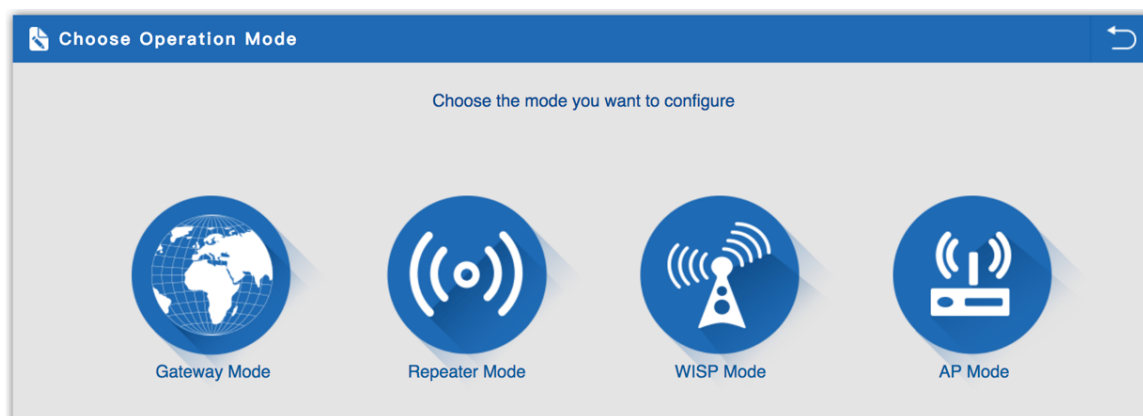 Choose Operation Mode
Choose the mode you want to configure
Gateway Mode
Repeater Mode
WISP Mode
AP Mode